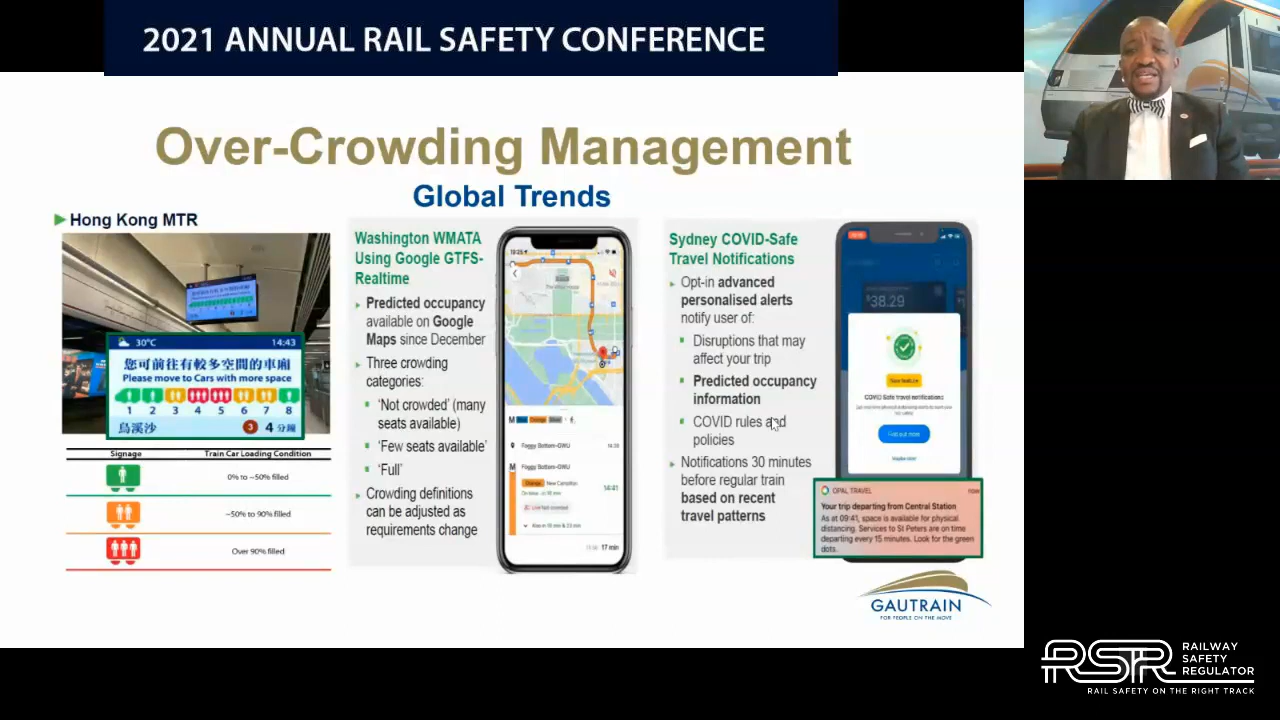 2021 ANNUAL RAIL SAFETY CONFERENCE
Over-Crowding Management
Global Trends
Hong Kong MTR
30°C 14:43
您可前往有較多空間的車廂
Please move to Cars with more space
1 2 3 4 5 6 7 8
烏溪沙 3 4 分鐘
Signage Train Car Loading Condition
0% to ~50% filled
~50% to 90% filled
Over 90% filled
Washington WMATA
Using Google GTFS-
Realtime
Predicted occupancy
available on Google
Maps since December
Three crowding
categories:
'Not crowded' (many
seats available)
'Few seats available'
'Full'
Crowding definitions
can be adjusted as
requirements change
Foggy Bottom-GWU
Foggy Bottom-GWU
Orange New Carrollton
14:41
17 min
Sydney COVID-Safe
Travel Notifications
Opt-in advanced
personalised alerts
notify user of:
Disruptions that may
affect your trip
Predicted occupancy
information
COVID rules and
policies
Notifications 30 minutes
before regular train
based on recent
travel patterns
$38.29
New feature
COVID Safe travel notifications
Find out more
Maybe later
OPAL TRAVEL now
Your trip departing from Central Station
As at 09:41, space is available for physical
distancing. Services to St Peters are on time
departing every 15 minutes. Look for the green
dots.
GAUTRAIN
FOR PEOPLE ON THE MOVE
RSR
RAILWAY
SAFETY
REGULATOR
RAIL SAFETY ON THE RIGHT TRACK